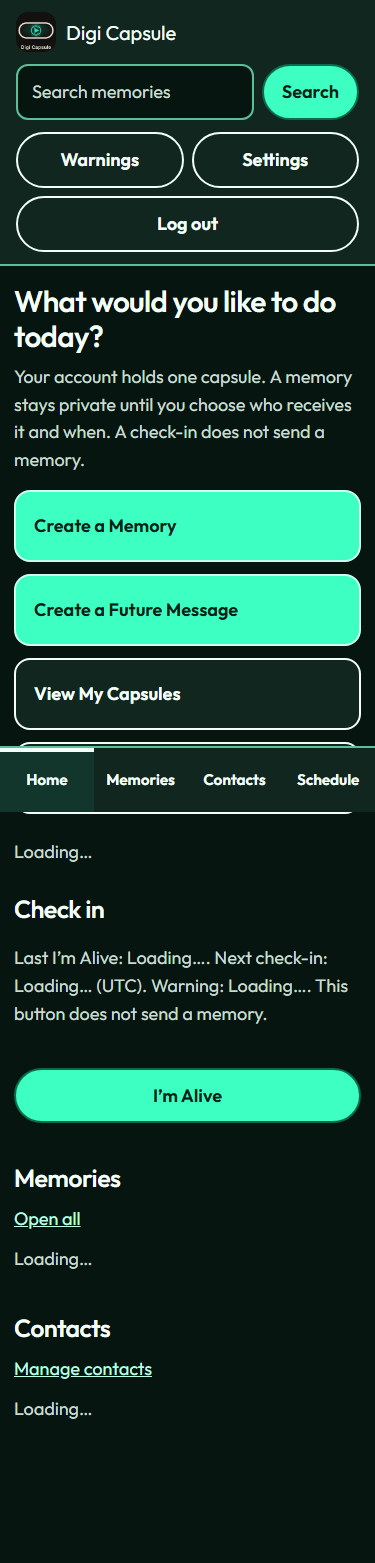 Digi Capsule
Digi Capsule
Search memories
Search
Warnings
Settings
Log out
What would you like to do
today?
Your account holds one capsule. A memory
stays private until you choose who receives
it and when. A check-in does not send a
memory.
Create a Memory
Create a Future Message
View My Capsules
Home
Memories
Contacts
Schedule
Loading…
Check in
Last I’m Alive: Loading…. Next check-in:
Loading… (UTC). Warning: Loading…. This
button does not send a memory.
I’m Alive
Memories
Open all
Loading…
Contacts
Manage contacts
Loading…